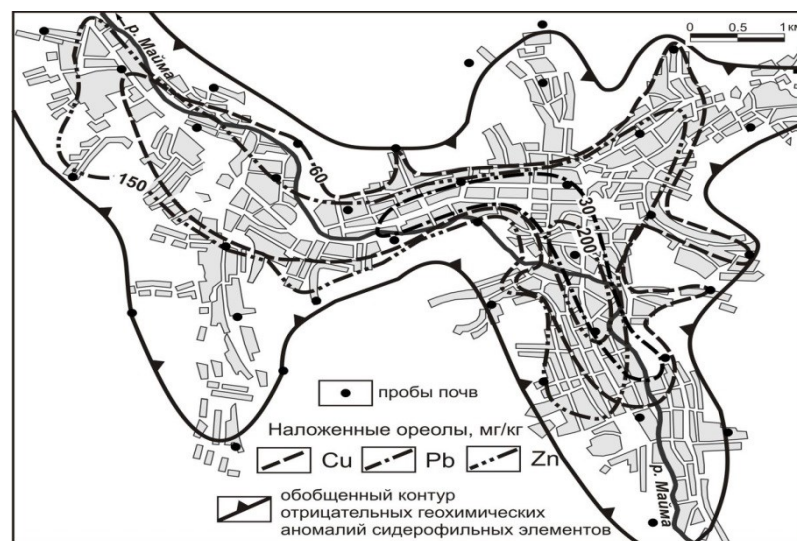 р. Майма
0 0.5 1 км
60
150
30
200
пробы почв
Наложенные ореолы, мг/кг
Cu Pb Zn
р. Майма
обобщенный контур
отрицательных геохимических
аномалий сидерофильных элементов